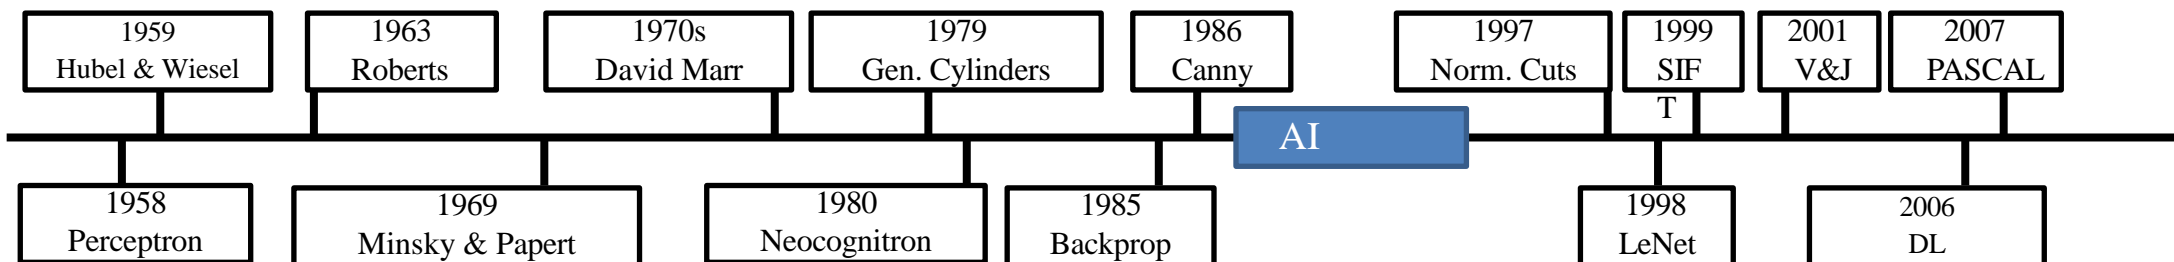 1959
Hubel & Wiesel
1963
Roberts
1970s
David Marr
1979
Gen. Cylinders
1986
Canny
1997
Norm. Cuts
1999
SIF
T
2001
V&J
2007
PASCAL
AI
1958
Perceptron
1969
Minsky & Papert
1980
Neocognitron
1985
Backprop
1998
LeNet
2006
DL